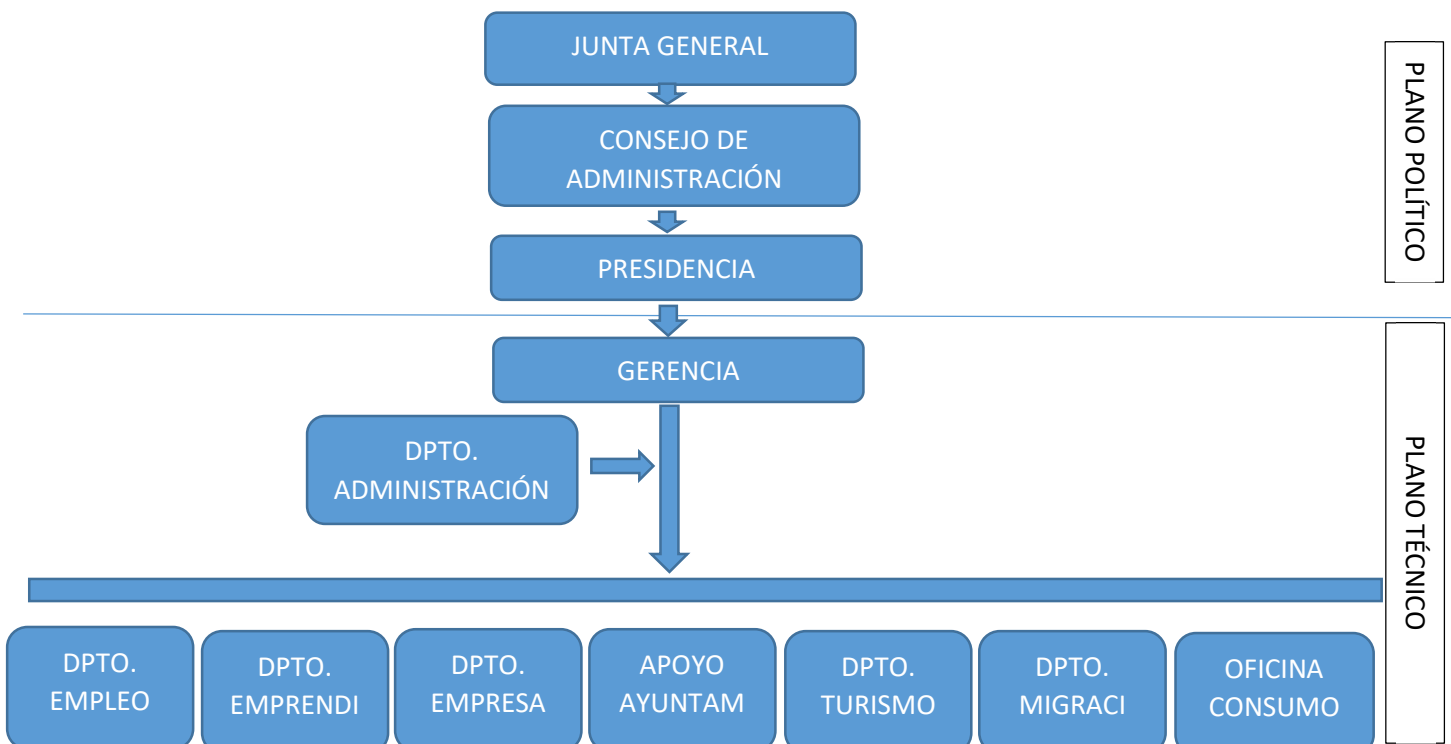 JUNTA GENERAL
CONSEJO DE
ADMINISTRACIÓN
PRESIDENCIA
PLANO POLÍTICO
GERENCIA
DPTO.
ADMINISTRACIÓN
PLANO TÉCNICO
DPTO.
EMPLEO
DPTO.
EMPRENDI
DPTO.
EMPRESA
APOYO
AYUNTAM
DPTO.
TURISMO
DPTO.
MIGRACI
OFICINA
CONSUMO